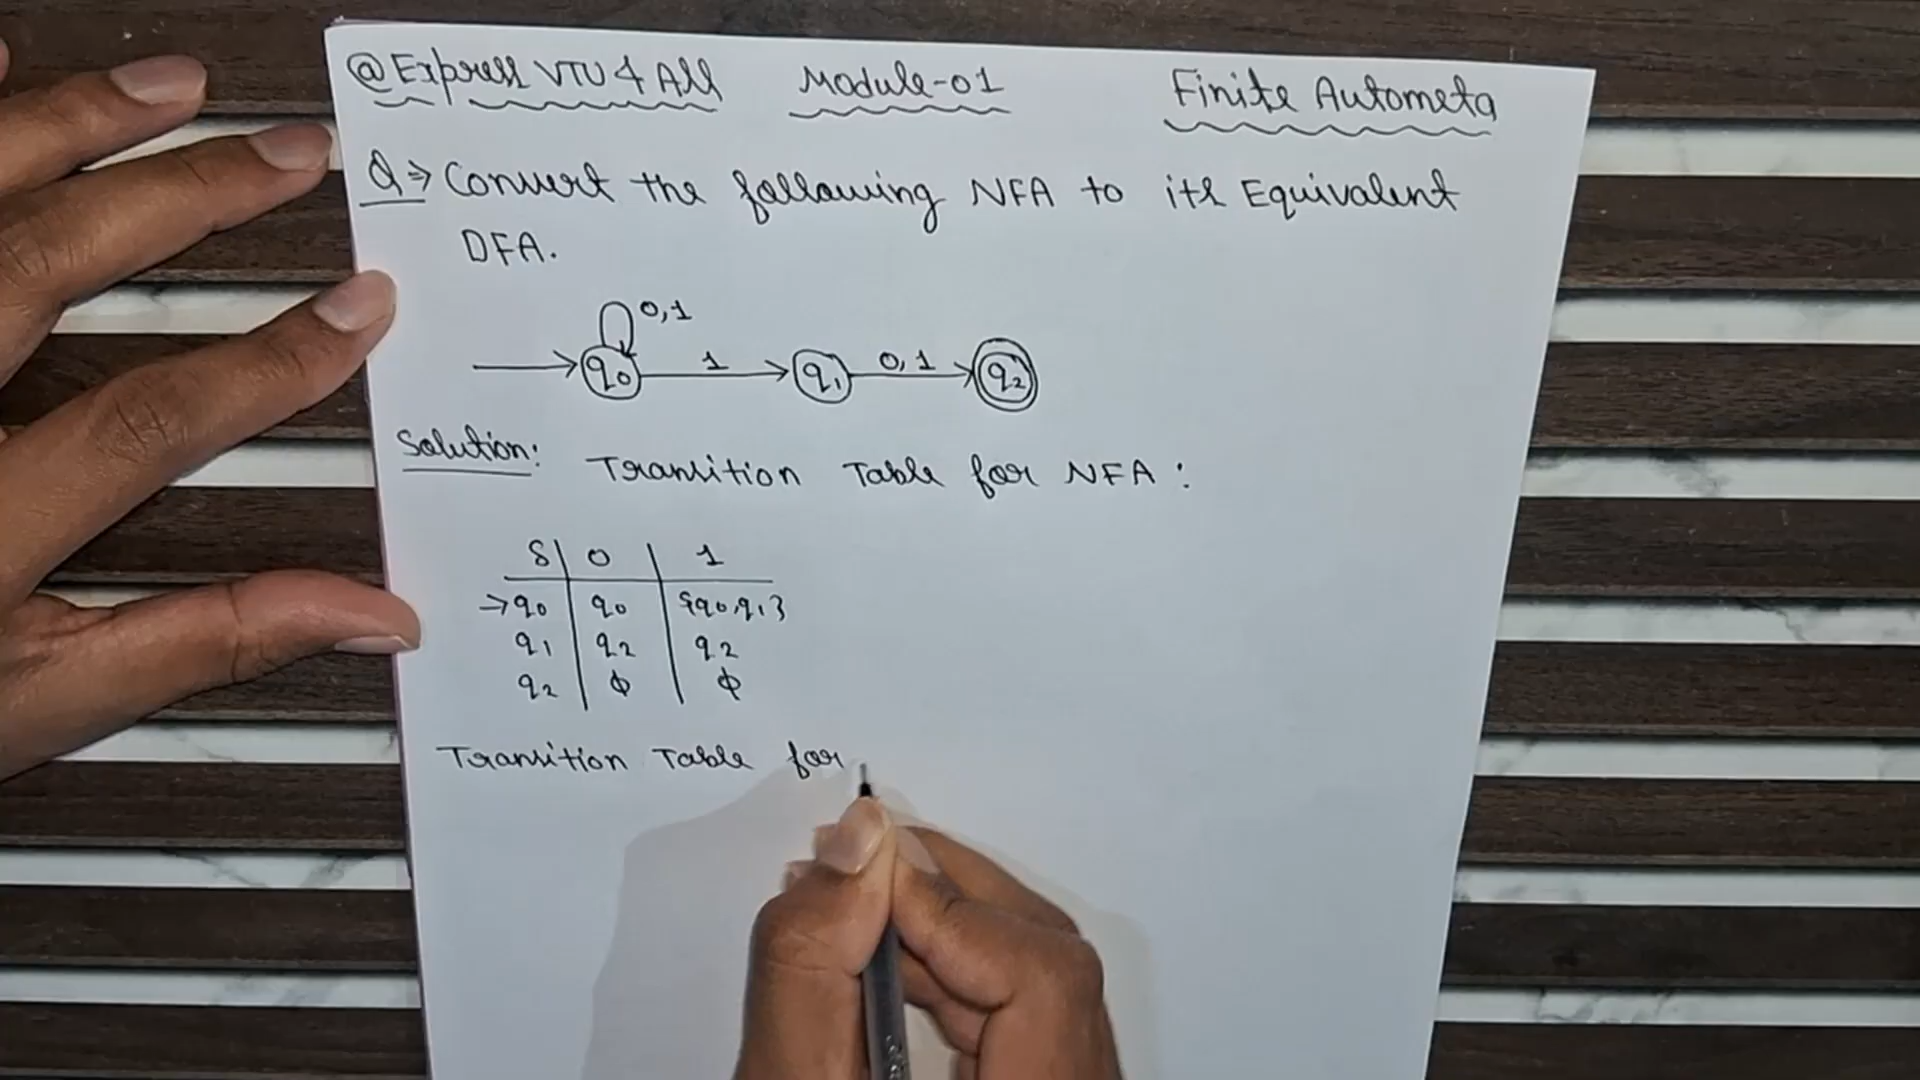 @Express VTU 4 All Module-01 Finite Autometa
Q⇒ Convert the following NFA to its Equivalent
DFA.
0,1
q0 1 q1 0,1 q2
Solution: Transition Table for NFA :
δ 0 1
→q0 q0 {q0,q1}
q1 q2 q2
q2 ϕ ϕ
Transition Table for